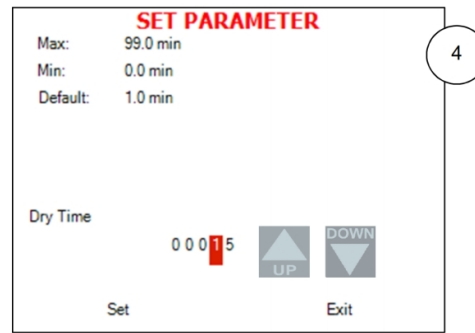 SET PARAMETER
Max: 99.0 min
Min: 0.0 min
Default: 1.0 min
4
Dry Time
0 0 0 1 5
UP
DOWN
Set Exit